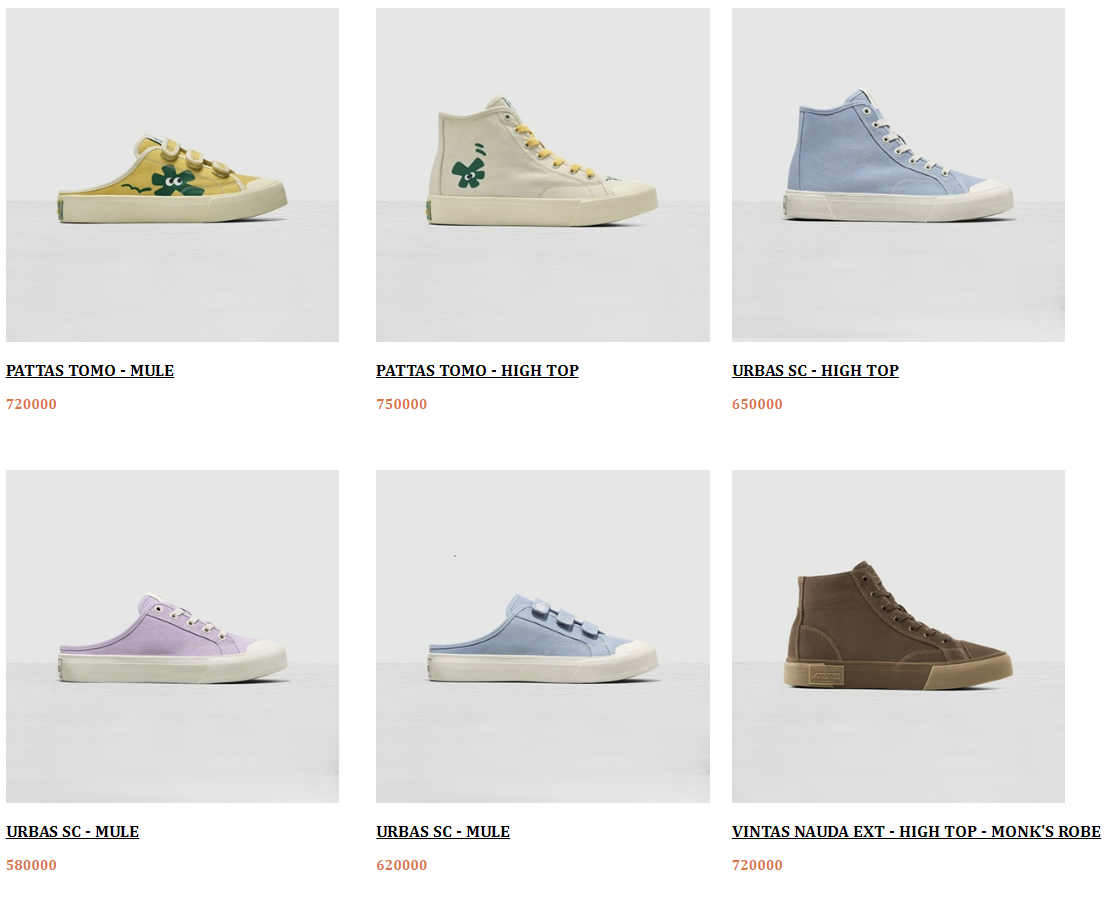 PATTAS TOMO - MULE
720000
PATTAS TOMO - HIGH TOP
750000
URBAS SC - HIGH TOP
650000
URBAS SC - MULE
580000
URBAS SC - MULE
620000
VINTAS NAUDA EXT - HIGH TOP - MONK'S ROBE
720000